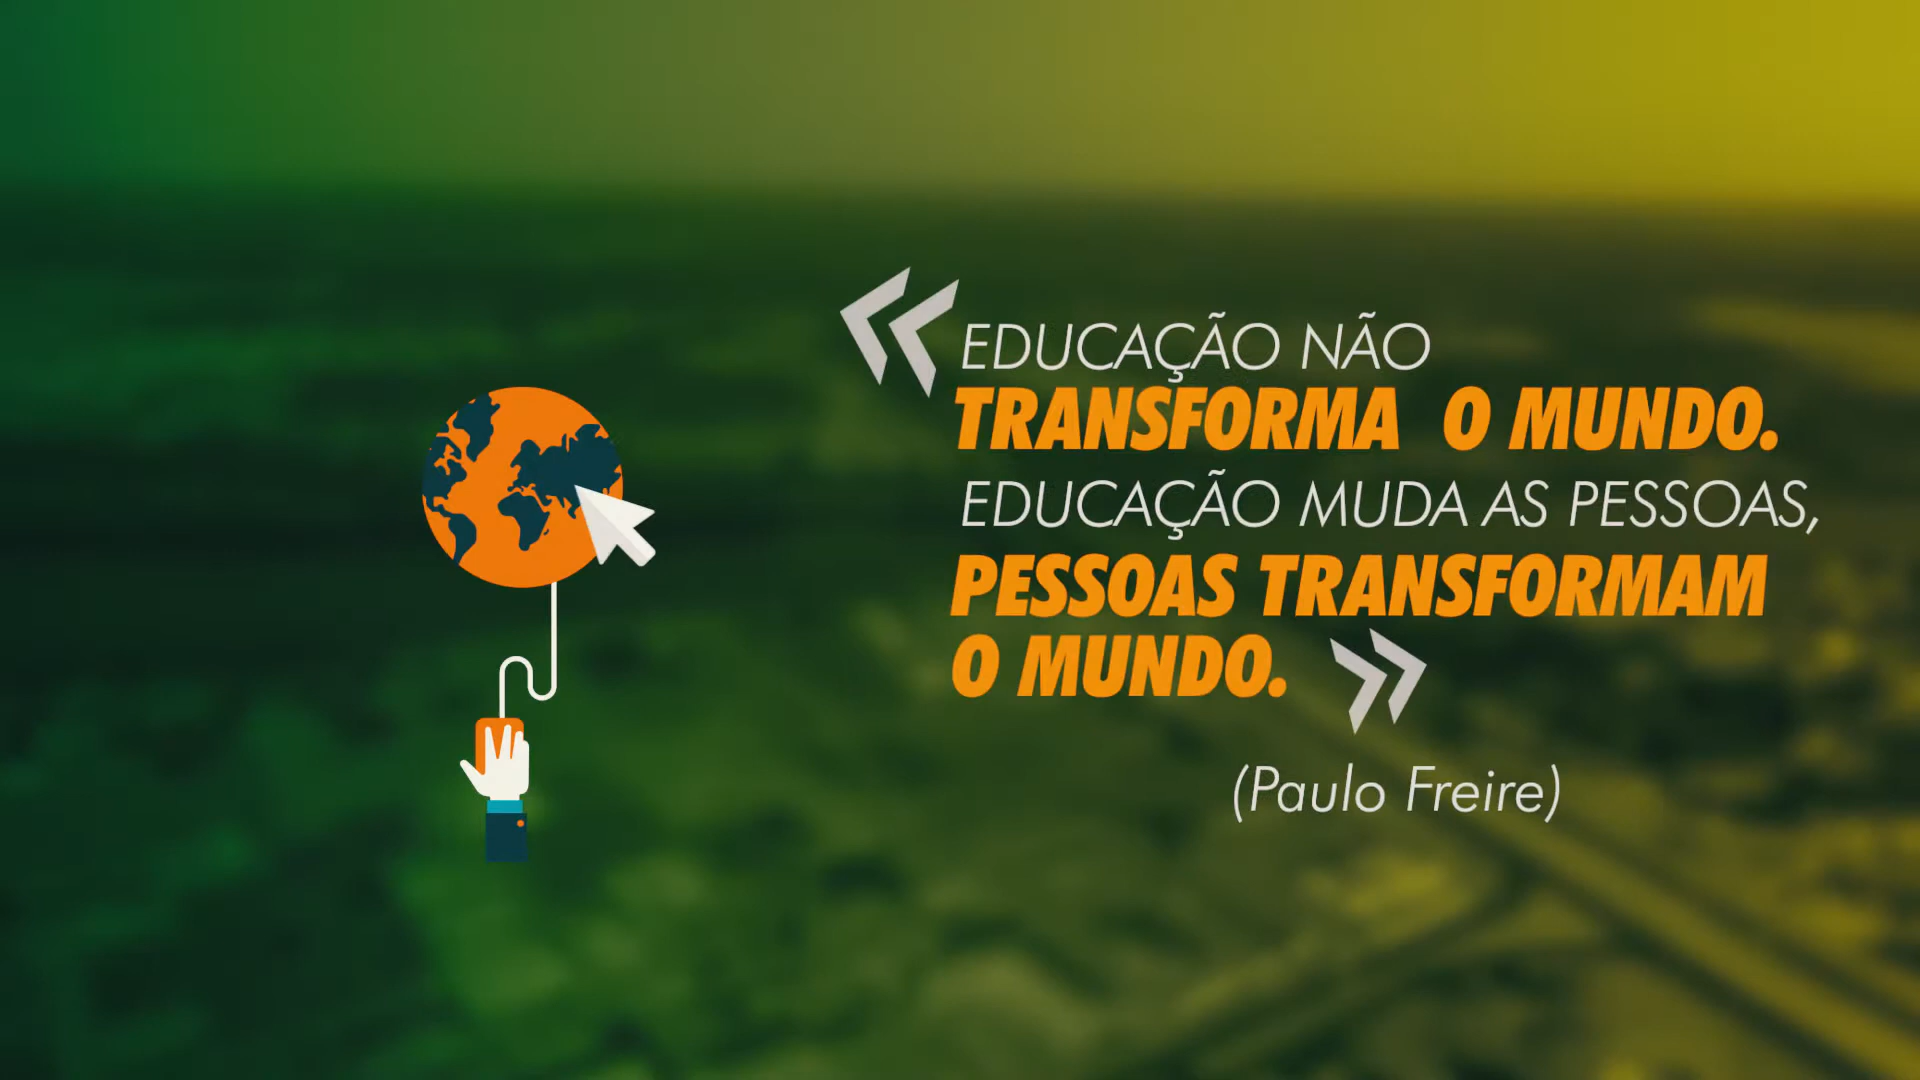 EDUCAÇÃO NÃO
TRANSFORMA O MUNDO.
EDUCAÇÃO MUDA AS PESSOAS,
PESSOAS TRANSFORMAM
O MUNDO.
(Paulo Freire)